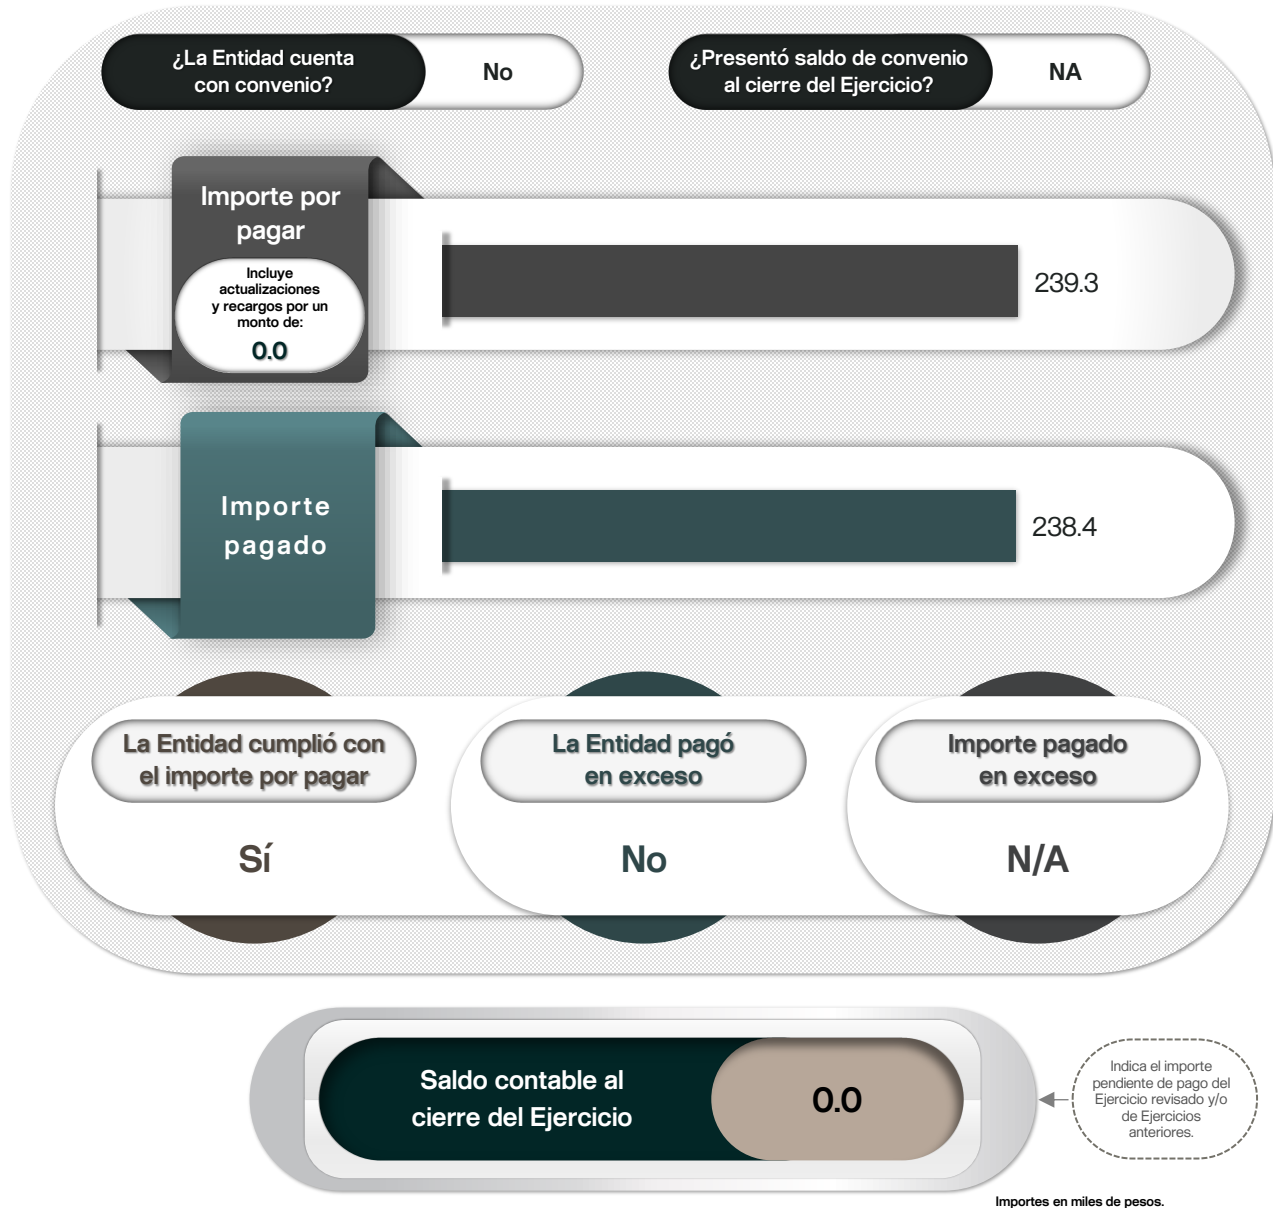 ¿La Entidad cuenta
con convenio?
No
¿Presentó saldo de convenio
al cierre del Ejercicio?
NA
Importe por
pagar
Incluye
actualizaciones
y recargos por un
monto de:
0.0
239.3
Importe
pagado
238.4
La Entidad cumplió con
el importe por pagar
Sí
La Entidad pagó
en exceso
No
Importe pagado
en exceso
N/A
Saldo contable al
cierre del Ejercicio
0.0
Indica el importe
pendiente de pago del
Ejercicio revisado y/o
de Ejercicios
anteriores.
Importes en miles de pesos.